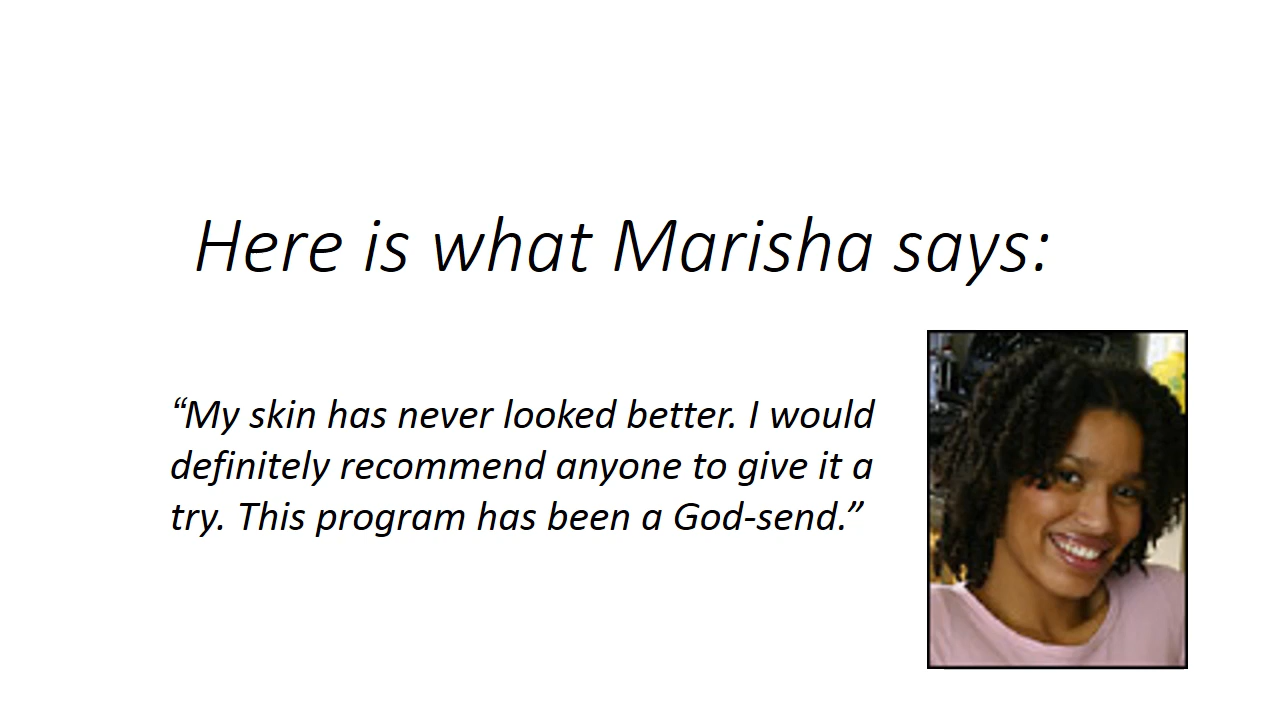 Here is what Marisha says:
“My skin has never looked better. I would
definitely recommend anyone to give it a
try. This program has been a God-send.”